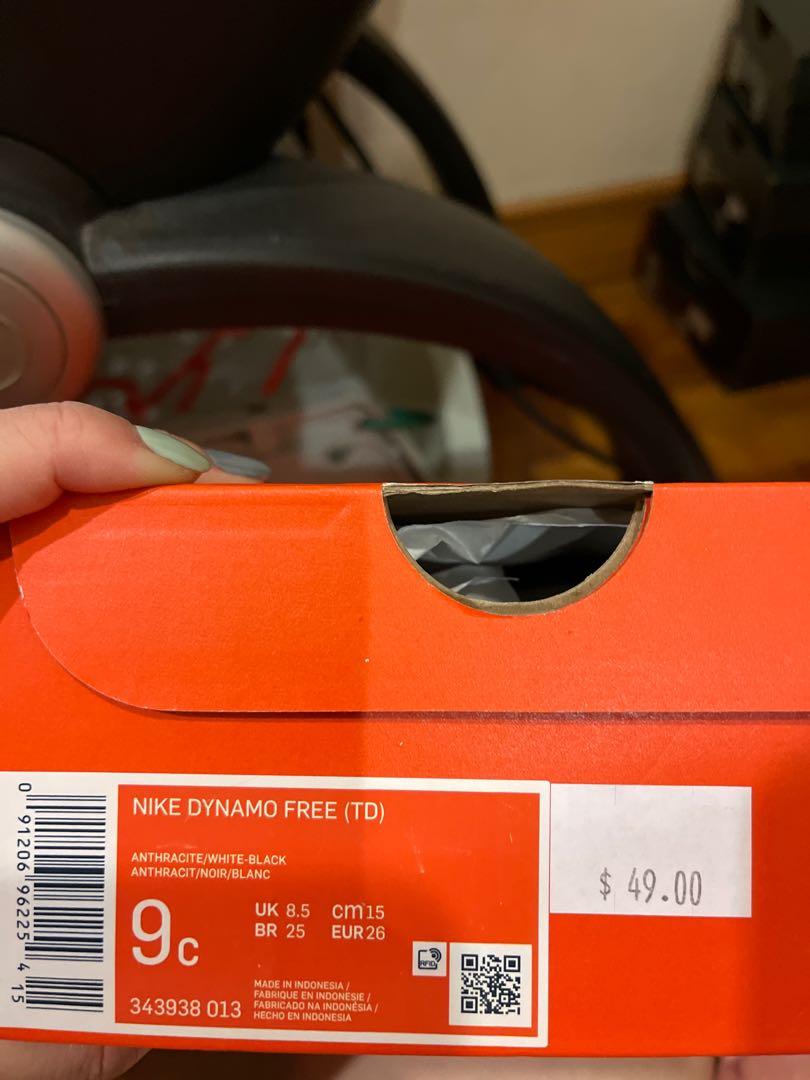 NIKE DYNAMO FREE (TD)
ANTHRACITE/WHITE-BLACK
ANTHRACIT/NOIR/BLANC
9C
UK 8.5 cm 15
BR 25 EUR 26
RFID
343938 013
MADE IN INDONESIA /
FABRIQUE EN INDONESIE /
FABRICADO NA INDONÉSIA /
HECHO EN INDONESIA
0 91206 96225 4 15
$ 49.00